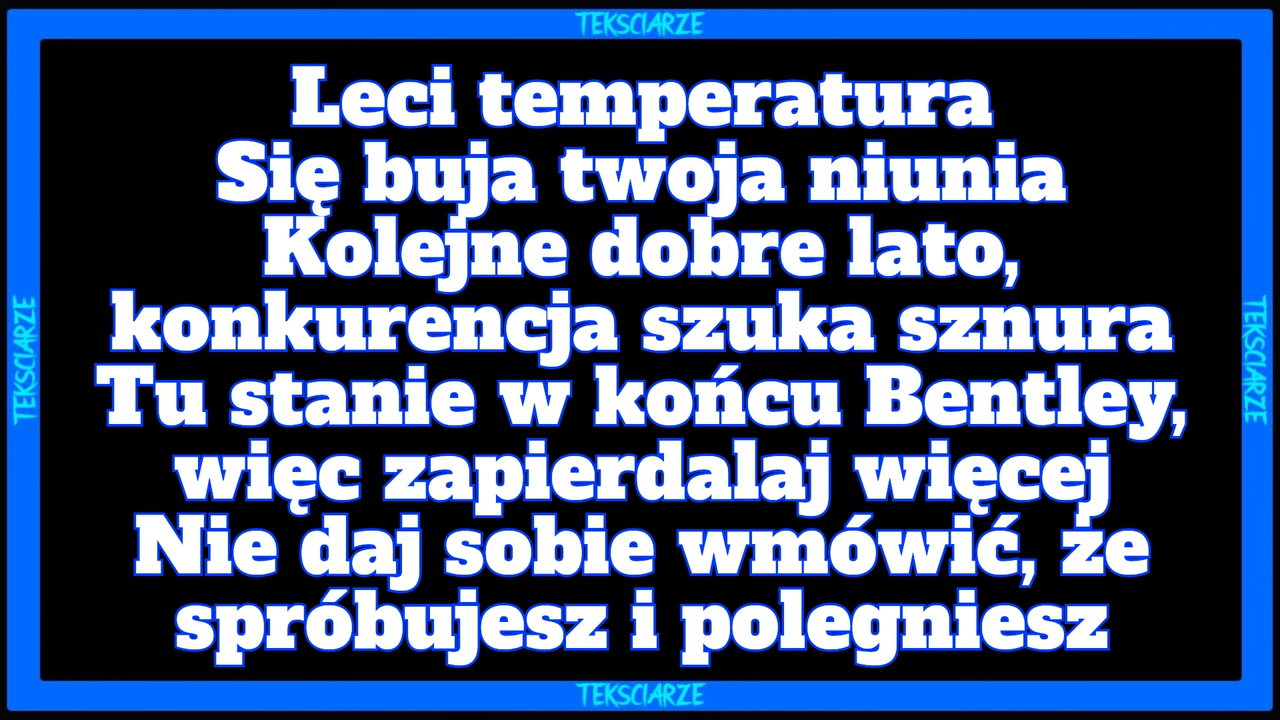 TEKSCIARZE
Leci temperatura
Się buja twoja niunia
Kolejne dobre lato,
konkurencja szuka sznura
TEKSCIARZE
TEKSCIARZE
Tu stanie w końcu Bentley,
więc zapierdalaj więcej
Nie daj sobie wmówić, że
spróbujesz i polegniesz
TEKSCIARZE